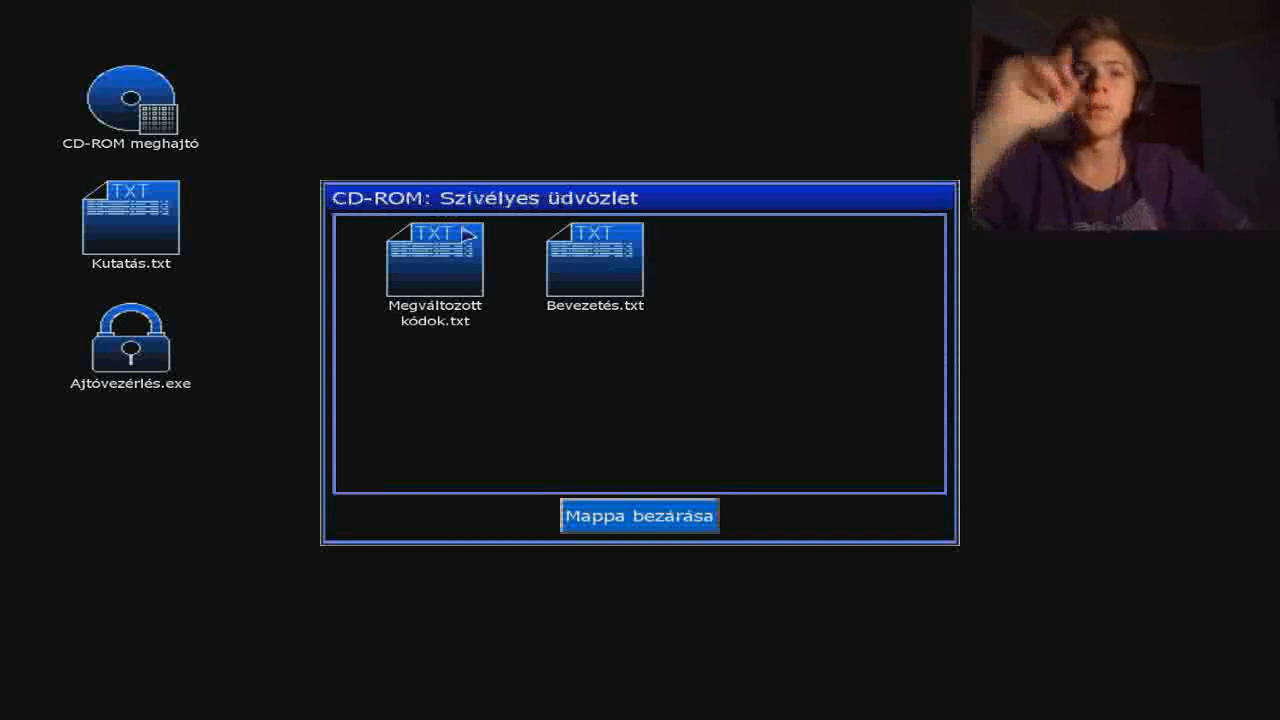 CD-ROM meghajtó
TXT
Kutatás.txt
Ajtóvezérlés.exe
CD-ROM: Szívélyes üdvözlet
TXT
Megváltozott
kódok.txt
TXT
Bevezetés.txt
Mappa bezárása